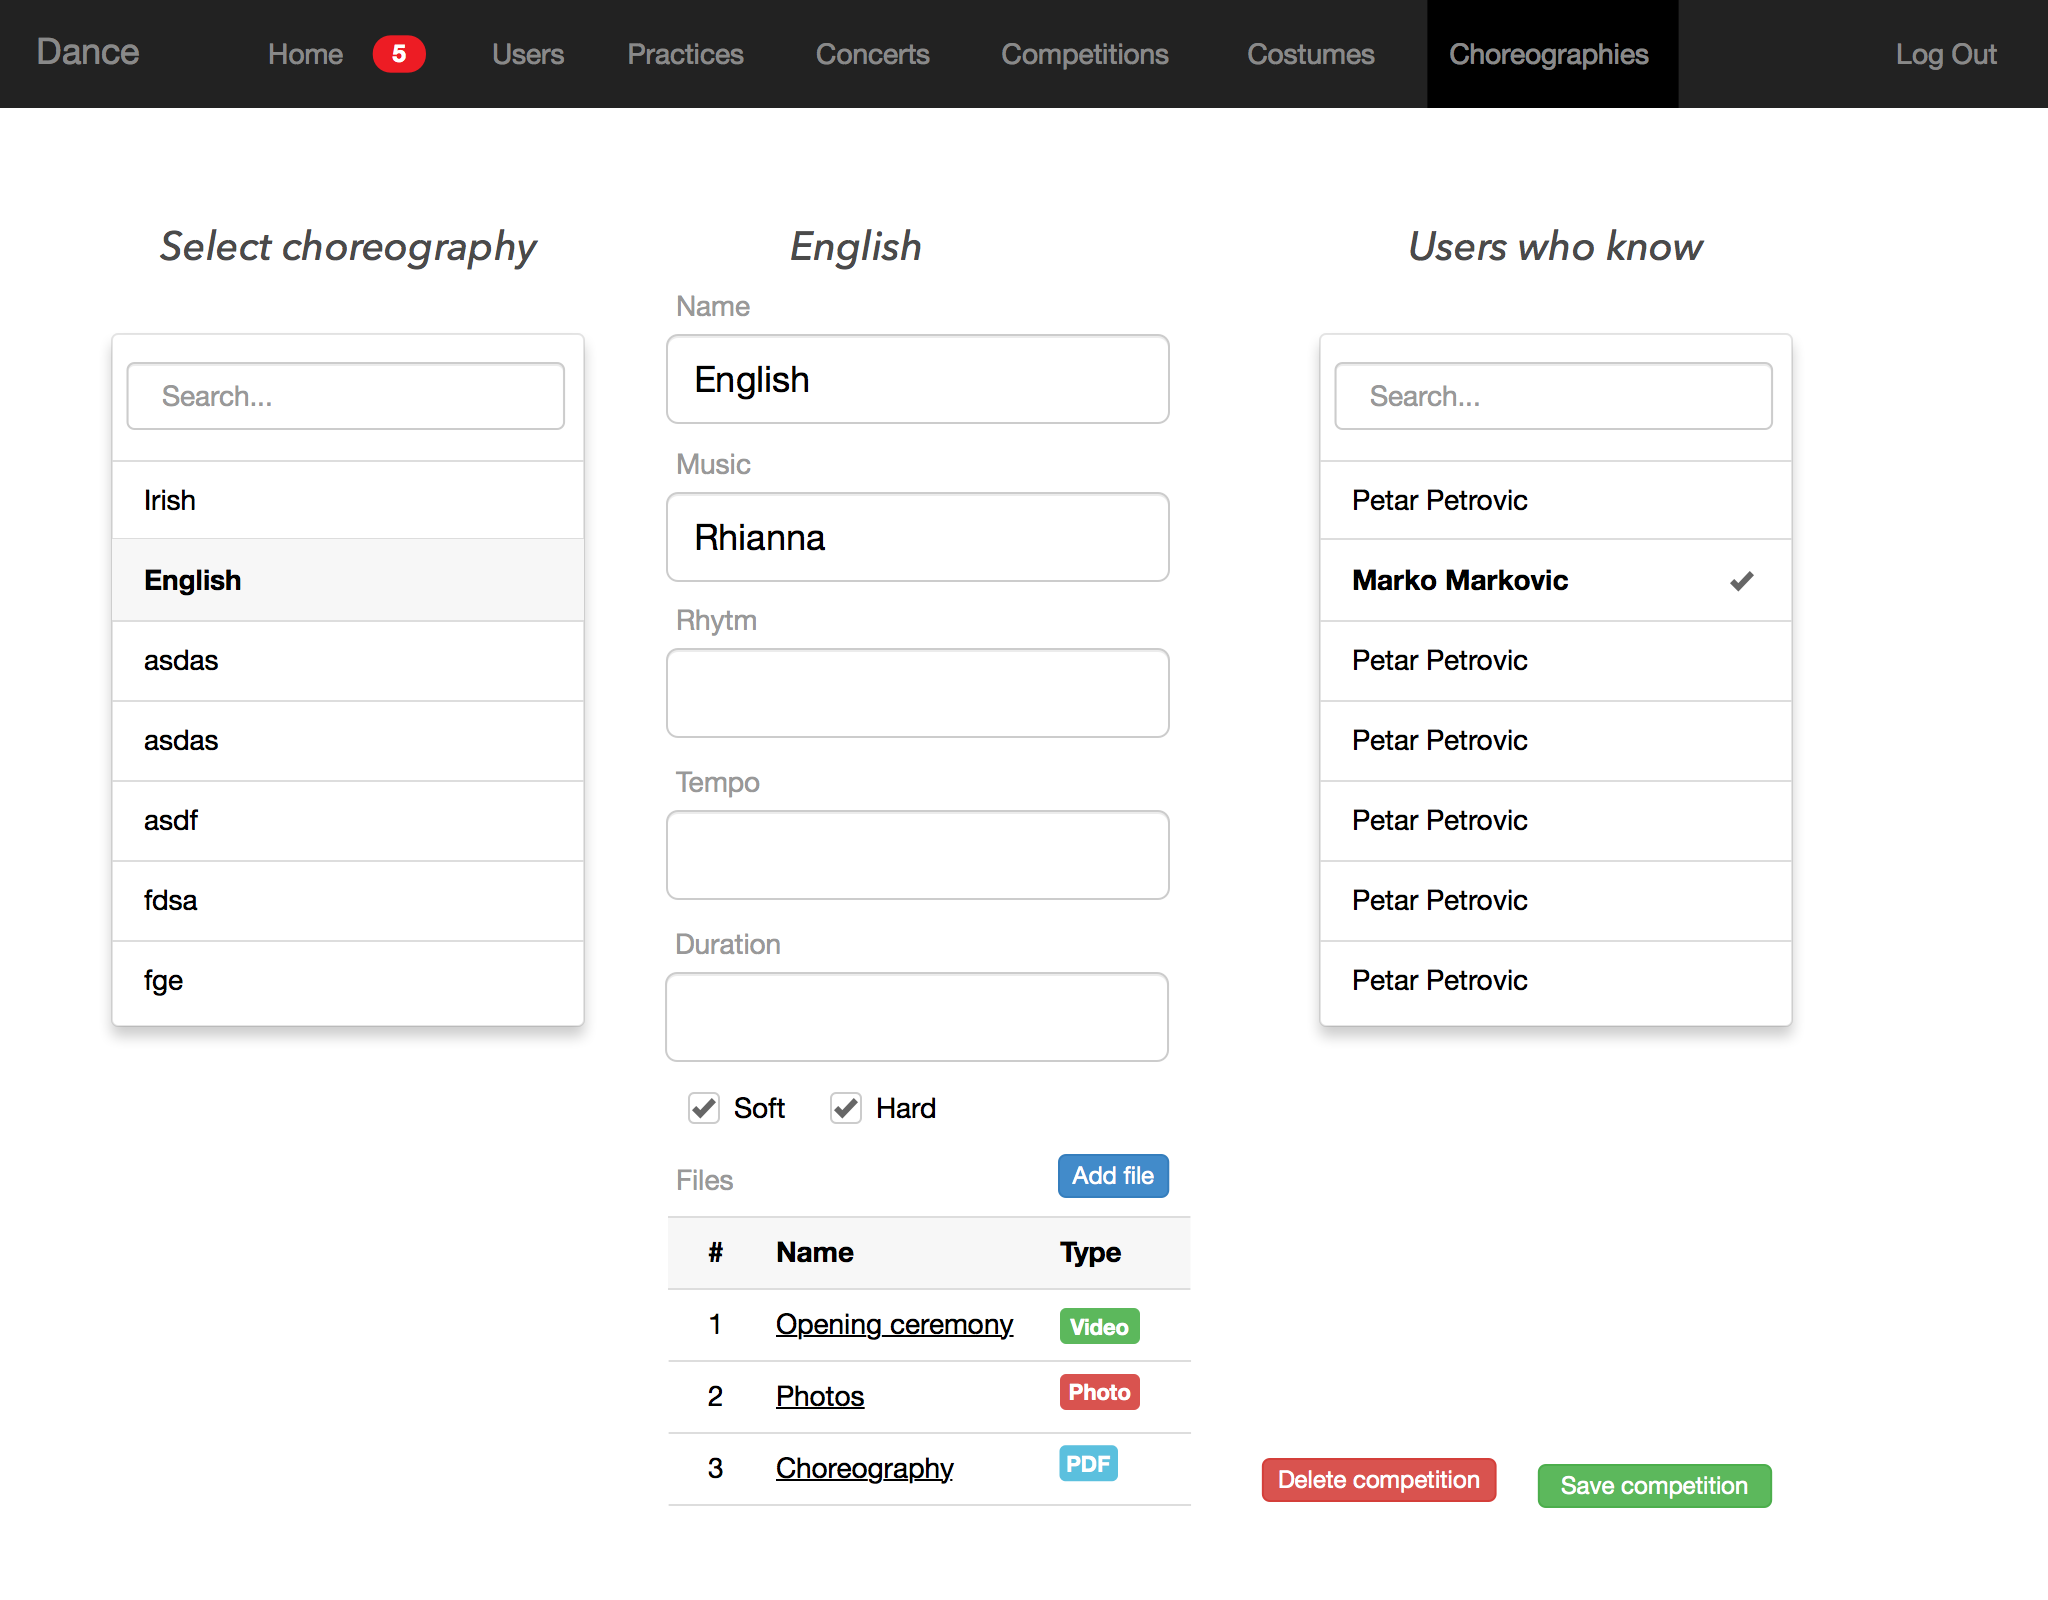 Dance Home 5 Users Practices Concerts Competitions Costumes Choreographies Log Out
Select choreography
Search...
Irish
English
asdas
asdas
asdf
fdsa
fge
English
Name
English
Music
Rhianna
Rhytm
Tempo
Duration
Soft Hard
Files Add file
# Name Type
1 Opening ceremony Video
2 Photos Photo
3 Choreography PDF
Users who know
Search...
Petar Petrovic
Marko Markovic
Petar Petrovic
Petar Petrovic
Petar Petrovic
Petar Petrovic
Petar Petrovic
Delete competition Save competition